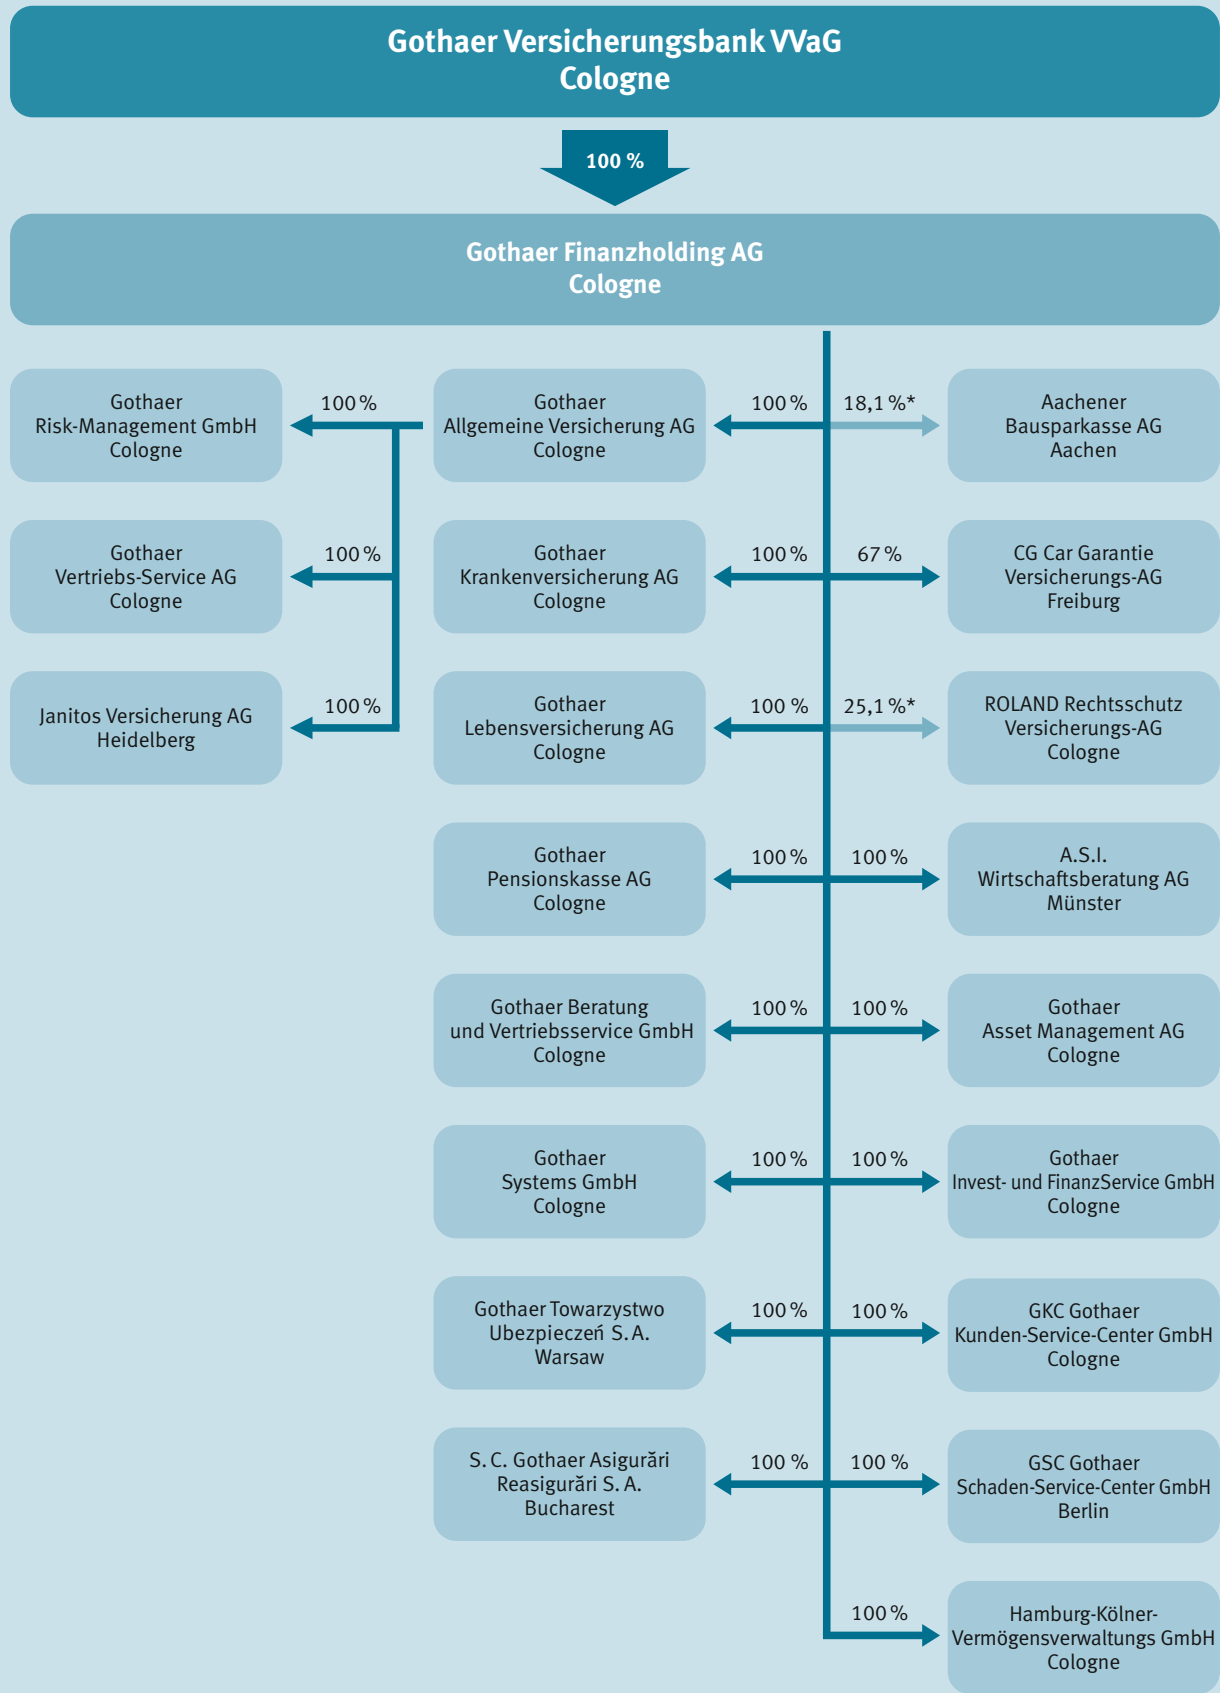 Gothaer Versicherungsbank VVaG
Cologne
100 %
Gothaer Finanzholding AG
Cologne
Gothaer
Risk-Management GmbH
Cologne
100 %
Gothaer
Allgemeine Versicherung AG
Cologne
100 %
18,1 %*
Aachener
Bausparkasse AG
Aachen
Gothaer
Vertriebs-Service AG
Cologne
100 %
Gothaer
Krankenversicherung AG
Cologne
100 %
67 %
CG Car Garantie
Versicherungs-AG
Freiburg
Janitos Versicherung AG
Heidelberg
100 %
Gothaer
Lebensversicherung AG
Cologne
100 %
25,1 %*
ROLAND Rechtsschutz
Versicherungs-AG
Cologne
Gothaer
Pensionskasse AG
Cologne
100 %
100 %
A.S.I.
Wirtschaftsberatung AG
Münster
Gothaer Beratung
und Vertriebsservice GmbH
Cologne
100 %
100 %
Gothaer
Asset Management AG
Cologne
Gothaer
Systems GmbH
Cologne
100 %
100 %
Gothaer
Invest- und FinanzService GmbH
Cologne
Gothaer Towarzystwo
Ubezpieczeń S. A.
Warsaw
100 %
100 %
GKC Gothaer
Kunden-Service-Center GmbH
Cologne
S. C. Gothaer Asigurări
Reasigurări S. A.
Bucharest
100 %
100 %
GSC Gothaer
Schaden-Service-Center GmbH
Berlin
100 %
Hamburg-Kölner-
Vermögensverwaltungs GmbH
Cologne